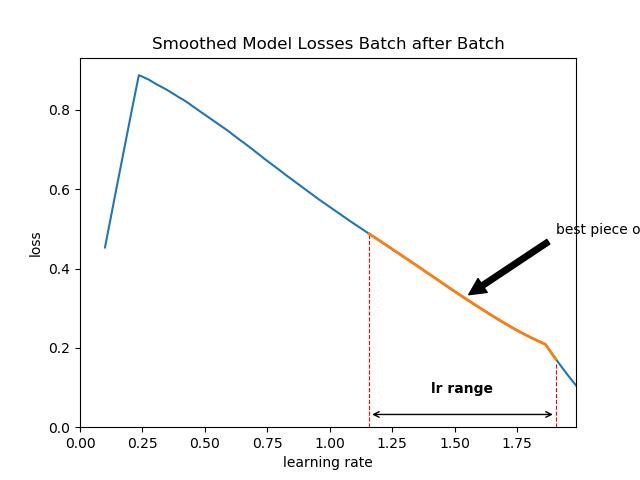 Smoothed Model Losses Batch after Batch
0.8
0.6
0.4
0.2
0.0
loss
best piece o
lr range
0.00 0.25 0.50 0.75 1.00 1.25 1.50 1.75
learning rate